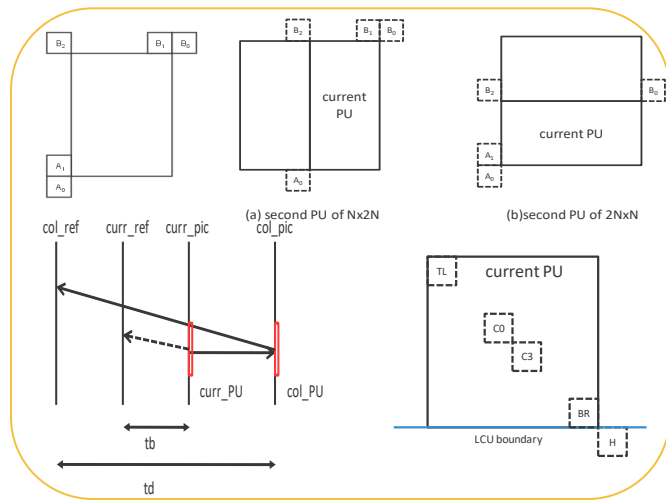 B₂ B₁ B₀
A₁
A₀
B₂ B₁ B₀
current
PU
A₀
(a) second PU of Nx2N
B₂ B₀
current PU
A₁
A₀
(b)second PU of 2NxN
col_ref curr_ref curr_pic col_pic
curr_PU col_PU
tb
td
TL current PU
C0
C3
BR
LCU boundary H